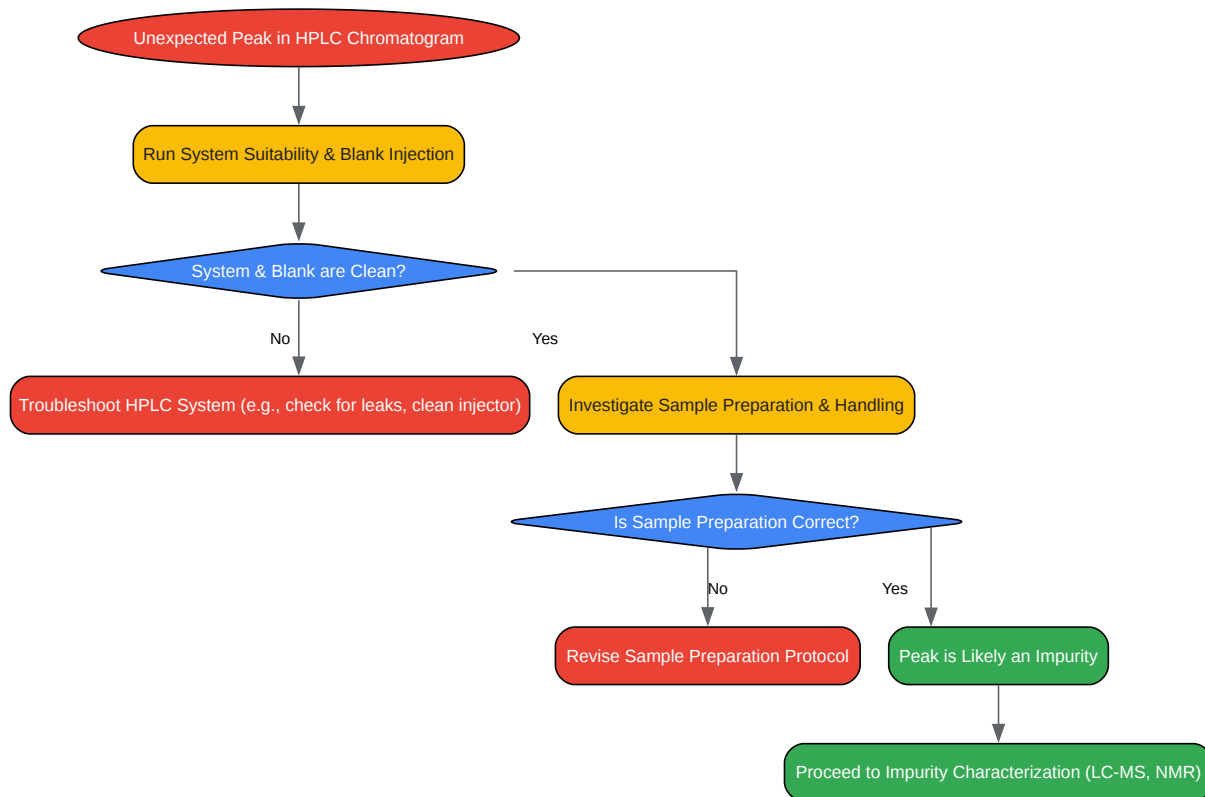 Unexpected Peak in HPLC Chromatogram
Run System Suitability & Blank Injection
System & Blank are Clean?
No
Yes
Troubleshoot HPLC System (e.g., check for leaks, clean injector)
Investigate Sample Preparation & Handling
Is Sample Preparation Correct?
No
Yes
Revise Sample Preparation Protocol
Peak is Likely an Impurity
Proceed to Impurity Characterization (LC-MS, NMR)